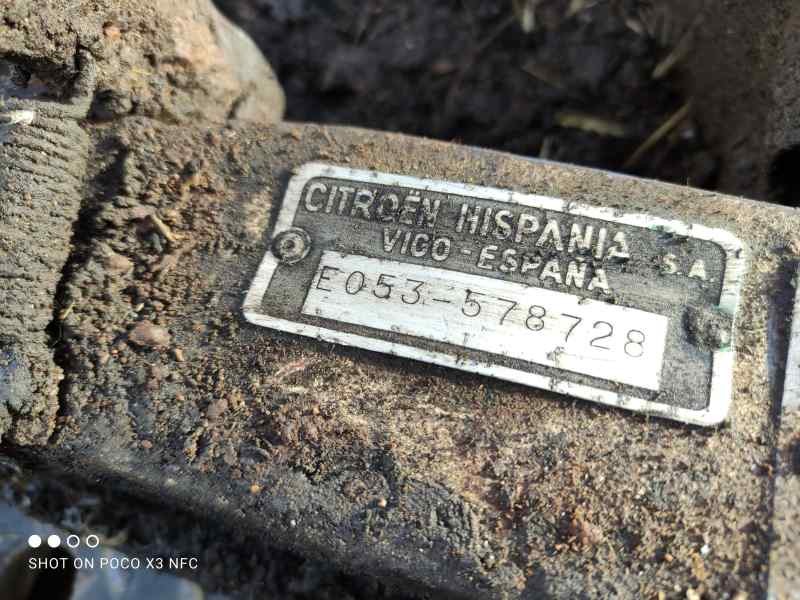 CITROËN HISPANIA S.A.
VIGO - ESPAÑA
E053-578728
SHOT ON POCO X3 NFC